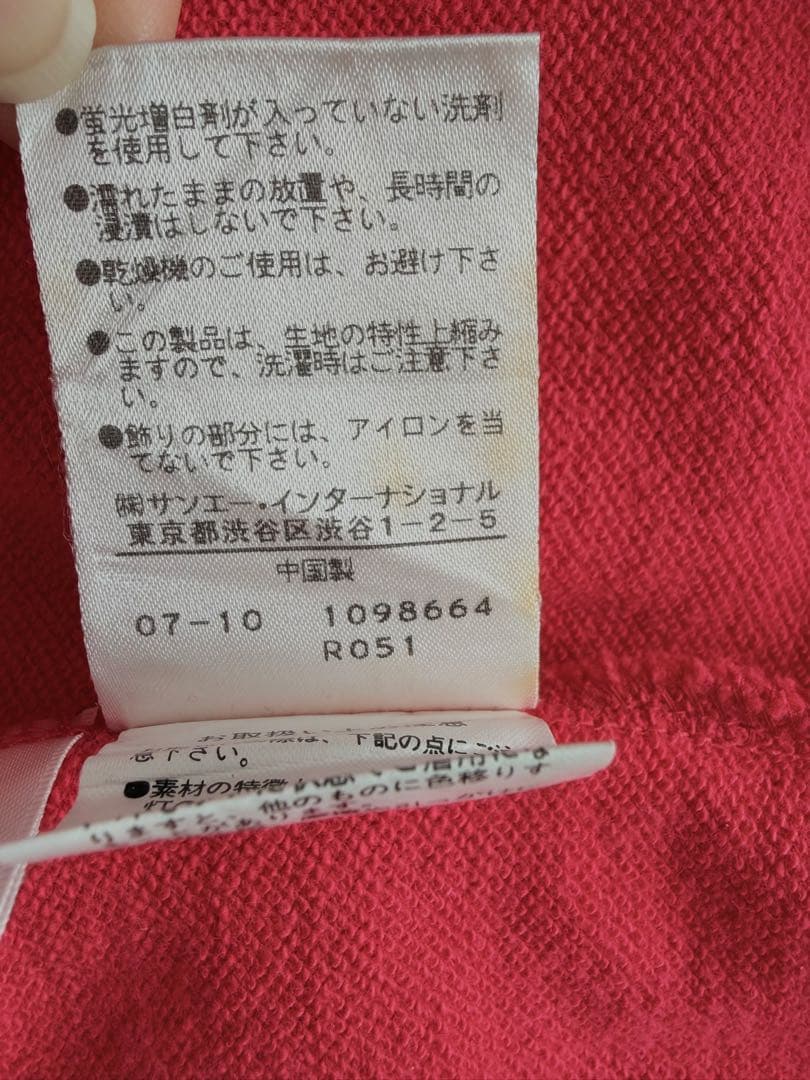 ●蛍光増白剤が入っていない洗剤
を使用して下さい。
●濡れたままの放置や、長時間の
浸漬はしないで下さい。
●乾燥機のご使用は、お避け下さ
い。
●この製品は、生地の特性上縮み
ますので、洗濯時はご注意下さ
い。
●飾りの部分には、アイロンを当
てないで下さい。
㈱サンエー・インターナショナル
東京都渋谷区渋谷1-2-5
中国製
07-10 1098664
R051
お取扱い
下記の点にご
意下さい。
●素材の特徴
他のものに色移りす